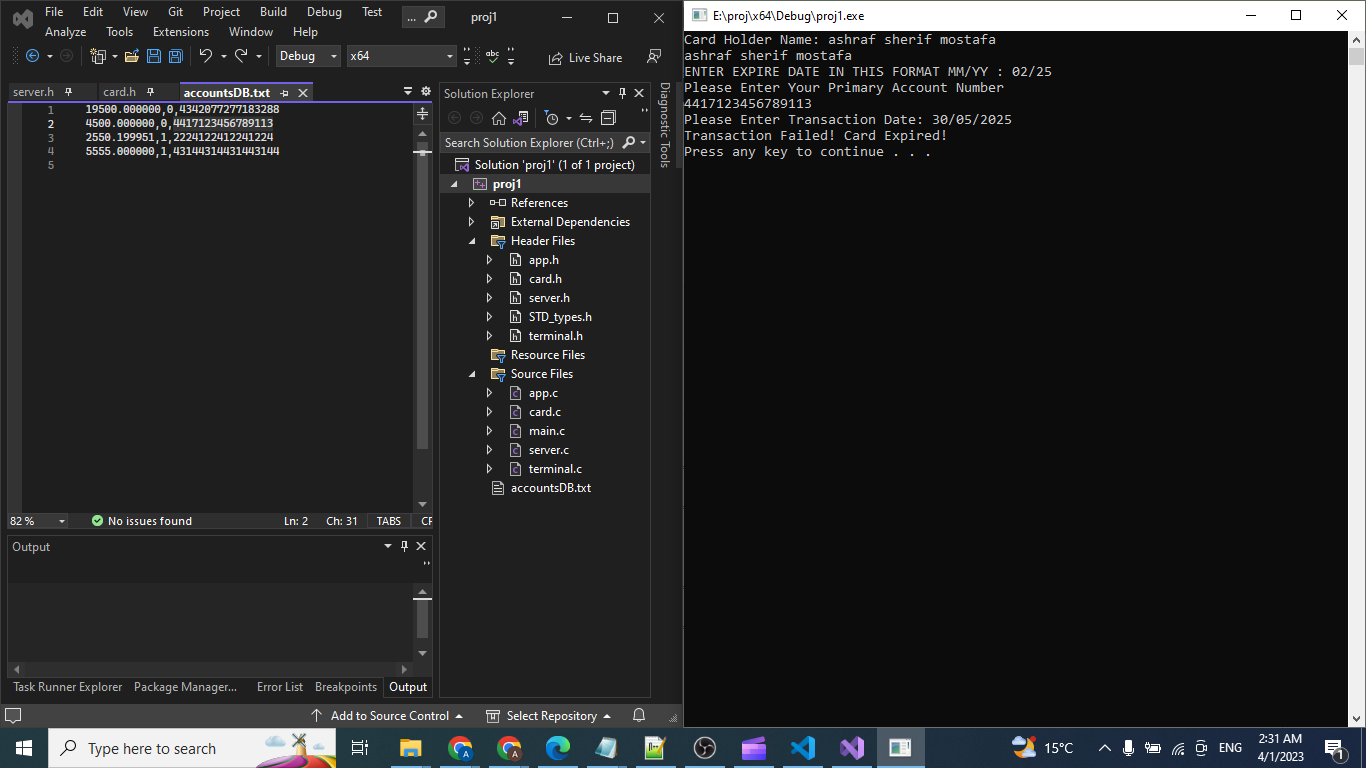 File Edit View Git Project Build Debug Test ... proj1
Analyze Tools Extensions Window Help
Debug x64 abc Live Share
server.h card.h accountsDB.txt
1 19500.000000,0,4342077277183288
2 4500.000000,0,4417123456789113
3 2550.199951,1,2224122412241224
4 5555.000000,1,43144314431443144
5
82 % No issues found Ln: 2 Ch: 31 TABS CF
Output
Task Runner Explorer Package Manager... Error List Breakpoints Output
Solution Explorer
Search Solution Explorer (Ctrl+;)
Solution 'proj1' (1 of 1 project)
proj1
References
External Dependencies
Header Files
app.h
card.h
server.h
STD_types.h
terminal.h
Resource Files
Source Files
app.c
card.c
main.c
server.c
terminal.c
accountsDB.txt
Diagnostic Tools
Add to Source Control Select Repository
E:\proj\x64\Debug\proj1.exe
Card Holder Name: ashraf sherif mostafa
ashraf sherif mostafa
ENTER EXPIRE DATE IN THIS FORMAT MM/YY : 02/25
Please Enter Your Primary Account Number
4417123456789113
Please Enter Transaction Date: 30/05/2025
Transaction Failed! Card Expired!
Press any key to continue . . .
Type here to search
15°C ENG 2:31 AM
4/1/2023
1